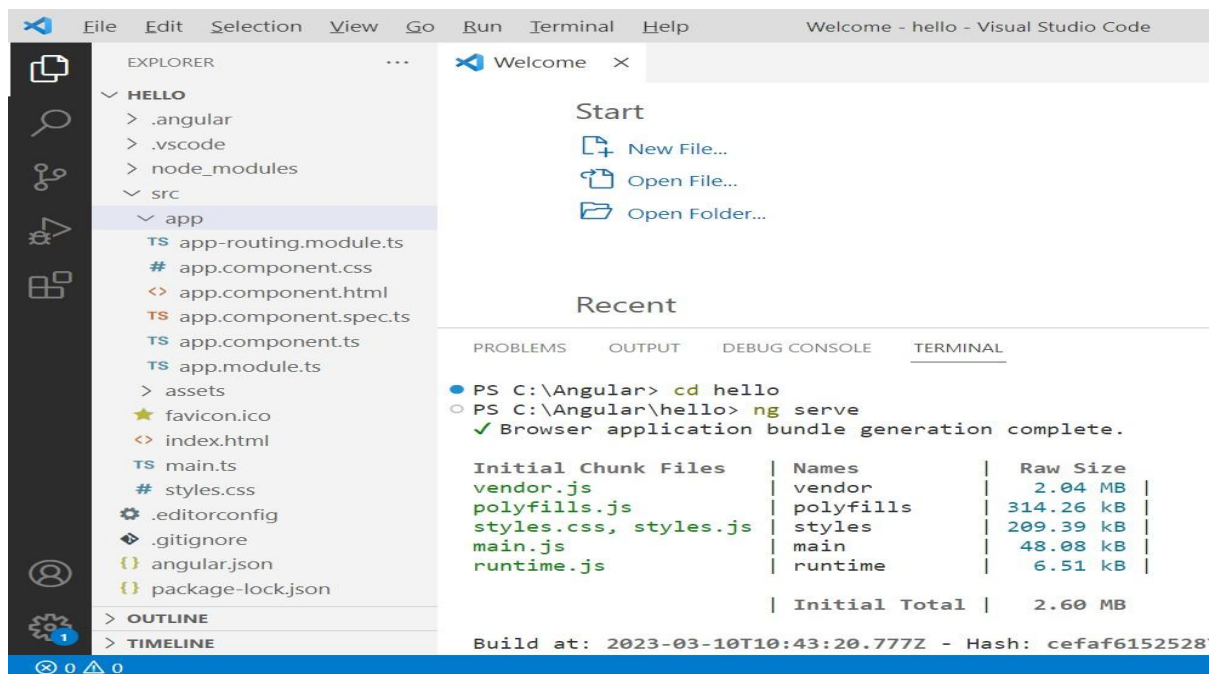 File Edit Selection View Go Run Terminal Help Welcome - hello - Visual Studio Code
EXPLORER ...
HELLO
.angular
.vscode
node_modules
src
app
TS app-routing.module.ts
# app.component.css
<> app.component.html
TS app.component.spec.ts
TS app.component.ts
TS app.module.ts
assets
favicon.ico
<> index.html
TS main.ts
# styles.css
.editorconfig
.gitignore
{} angular.json
{} package-lock.json
OUTLINE
TIMELINE
1
0 0
Welcome
Start
New File...
Open File...
Open Folder...
Recent
PROBLEMS OUTPUT DEBUG CONSOLE TERMINAL
PS C:\Angular> cd hello
PS C:\Angular\hello> ng serve
✓ Browser application bundle generation complete.
Initial Chunk Files | Names | Raw Size
vendor.js | vendor | 2.04 MB |
polyfills.js | polyfills | 314.26 kB |
styles.css, styles.js | styles | 209.39 kB |
main.js | main | 48.08 kB |
runtime.js | runtime | 6.51 kB |
| Initial Total | 2.60 MB
Build at: 2023-03-10T10:43:20.777Z - Hash: cefaf6152528